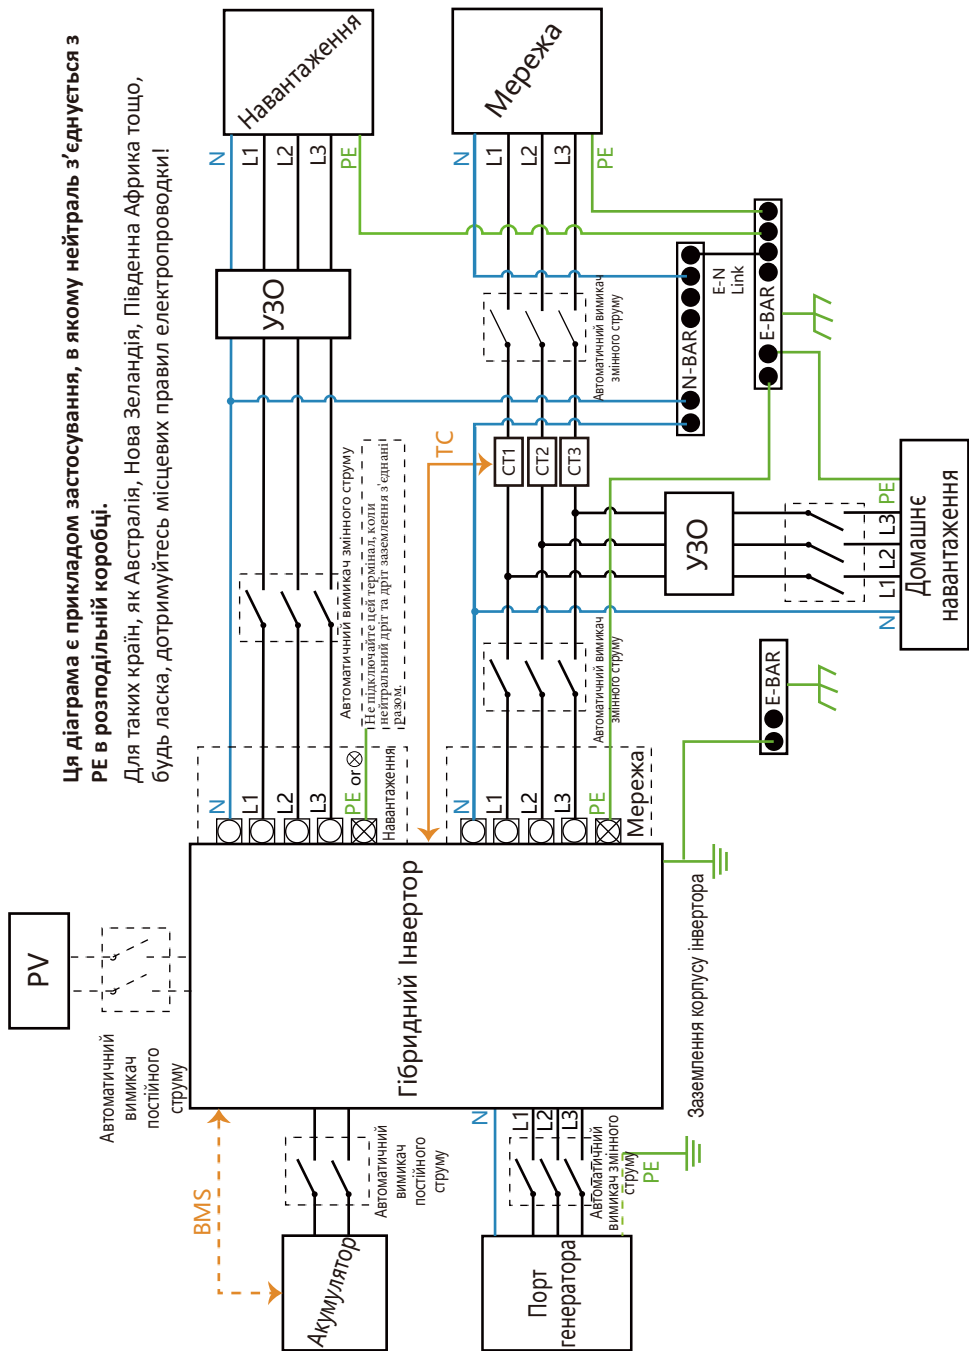 Ця діаграма є прикладом застосування, в якому нейтраль з’єднується з
PE в розподільній коробці.
Для таких країн, як Австралія, Нова Зеландія, Південна Африка тощо,
будь ласка, дотримуйтесь місцевих правил електропроводки!
Навантаження
N
L1
L2
L3
PE
УЗО
Автоматичний вимикач змінного струму
Не підключайте цей термінал, коли
нейтральний дріт та дріт заземлення з'єднані
разом.
N
L1
L2
L3
PE or
Навантаження
Мережа
N
L1
L2
L3
PE
Автоматичний вимикач
змінного струму
N-BAR
E-N
Link
E-BAR
TC
CT1
CT2
CT3
УЗО
Автоматичний вимикач
змінного струму
N
L1
L2
L3
PE
Мережа
N
L1
L2
L3
PE
Домашнє
навантаження
E-BAR
PV
Автоматичний
вимикач
постійного
струму
Гібридний Інвертор
Заземлення корпусу інвертора
BMS
Автоматичний
вимикач
постійного
струму
Акумулятор
N
L1
L2
L3
Автоматичний
вимикач змінного
струму
PE
Порт
генератора